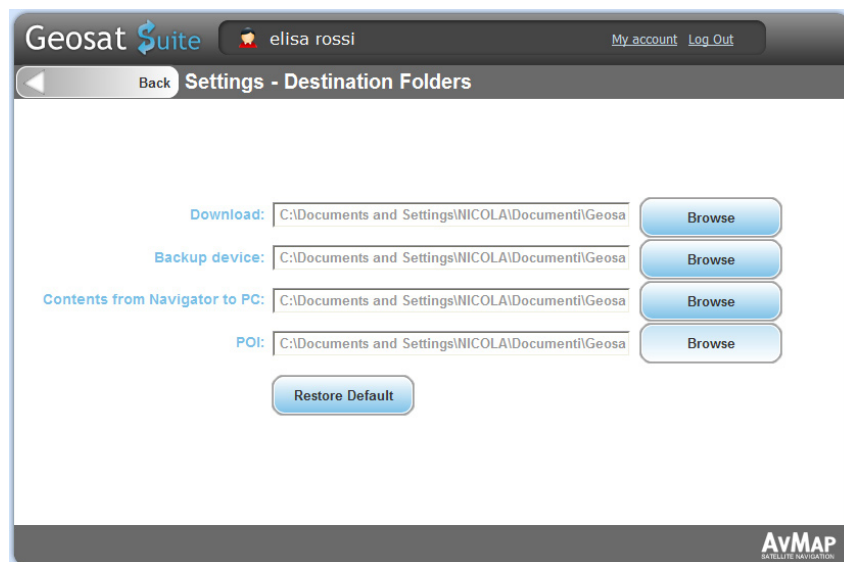 Geosat Suite elisa rossi My account Log Out
Back Settings - Destination Folders
Download: C:\Documents and Settings\NICOLA\Documenti\Geosa Browse
Backup device: C:\Documents and Settings\NICOLA\Documenti\Geosa Browse
Contents from Navigator to PC: C:\Documents and Settings\NICOLA\Documenti\Geosa Browse
POI: C:\Documents and Settings\NICOLA\Documenti\Geosa Browse
Restore Default
AVMAP
SATELLITE NAVIGATION